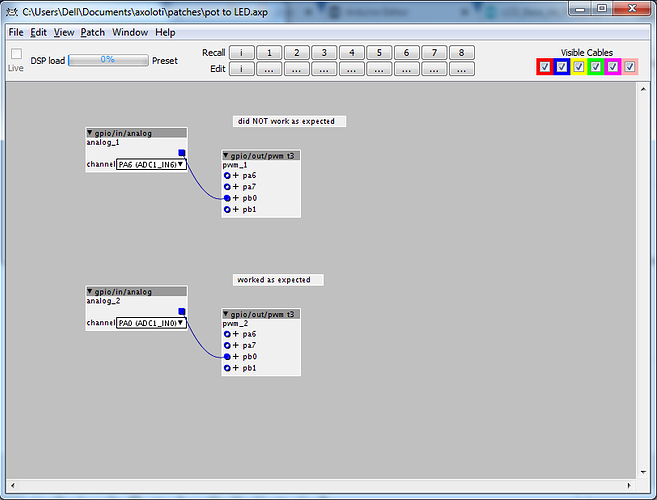 C:\Users\Dell\Documents\axoloti\patches\pot to LED.axp
File Edit View Patch Window Help
Live
DSP load 0% Preset
Recall i 1 2 3 4 5 6 7 8
Edit i ... ... ... ... ... ... ... ...
Visible Cables
did NOT work as expected
gpio/in/analog
analog_1
channel PA6 (ADC1_IN6)
gpio/out/pwm t3
pwm_1
+ pa6
+ pa7
+ pb0
+ pb1
worked as expected
gpio/in/analog
analog_2
channel PA0 (ADC1_IN0)
gpio/out/pwm t3
pwm_2
+ pa6
+ pa7
+ pb0
+ pb1